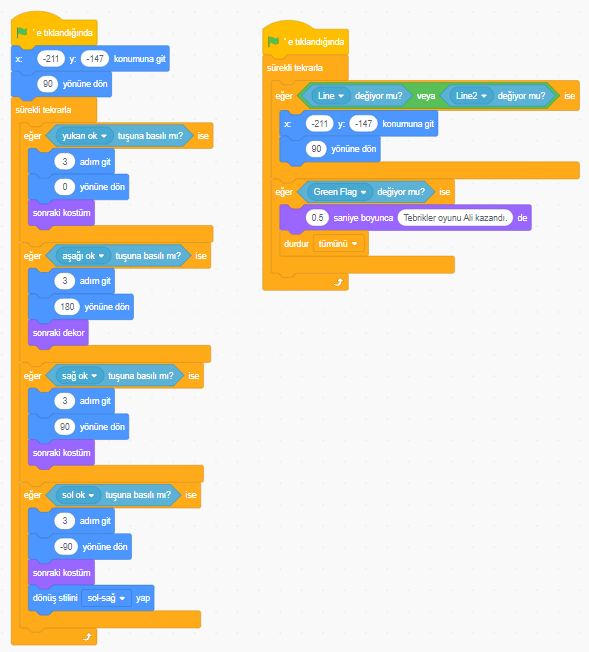 ' e tıklandığında
x: -211 y: -147 konumuna git
90 yönüne dön
sürekli tekrarla
eğer yukarı ok tuşuna basılı mı? ise
3 adım git
0 yönüne dön
sonraki kostüm
eğer aşağı ok tuşuna basılı mı? ise
3 adım git
180 yönüne dön
sonraki dekor
eğer sağ ok tuşuna basılı mı? ise
3 adım git
90 yönüne dön
sonraki kostüm
eğer sol ok tuşuna basılı mı? ise
3 adım git
-90 yönüne dön
sonraki kostüm
dönüş stilini sol-sağ yap
' e tıklandığında
sürekli tekrarla
eğer Line değiyor mu? veya Line2 değiyor mu? ise
x: -211 y: -147 konumuna git
90 yönüne dön
eğer Green Flag değiyor mu? ise
0.5 saniye boyunca Tebrikler oyunu Ali kazandı. de
durdur tümünü